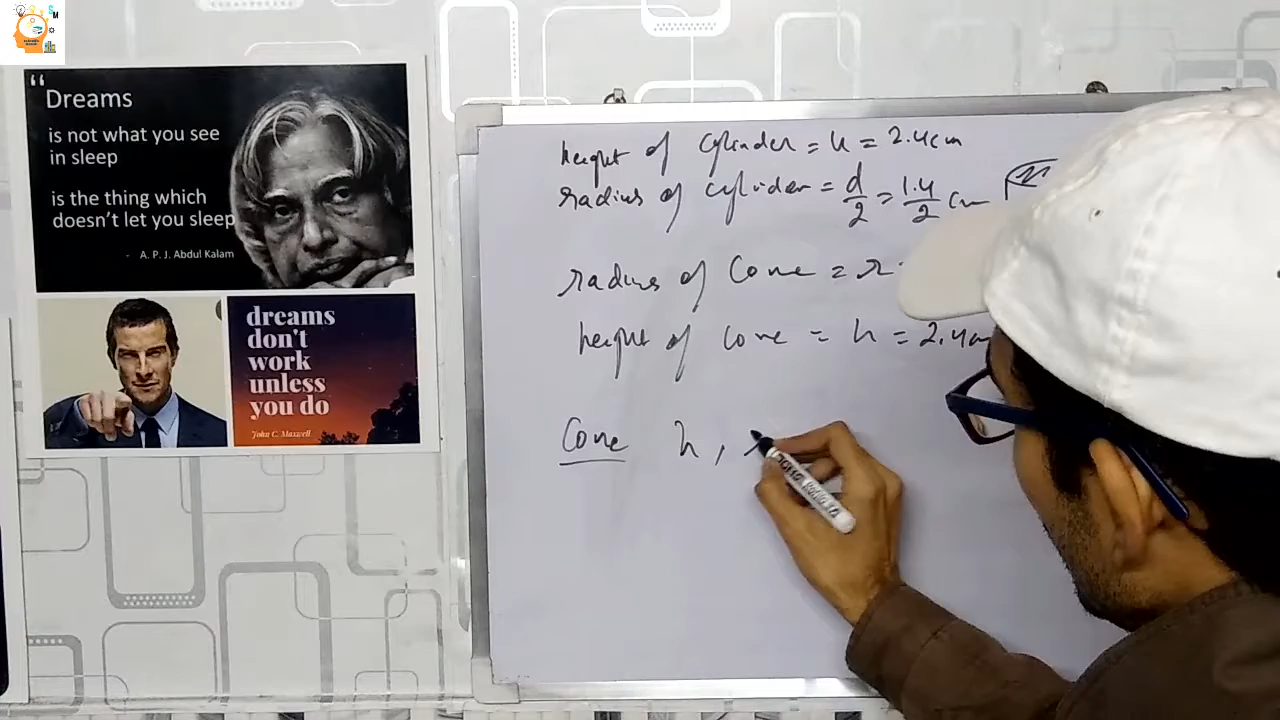 “
Dreams
is not what you see
in sleep
is the thing which
doesn’t let you sleep
- A. P. J. Abdul Kalam
dreams
don't
work
unless
you do
John C. Maxwell
height of cylinder = h = 2.4cm
radius of cylinder = d/2 = 1.4/2 cm
radius of Cone = r
height of cone = h = 2.4cm
Cone h, r